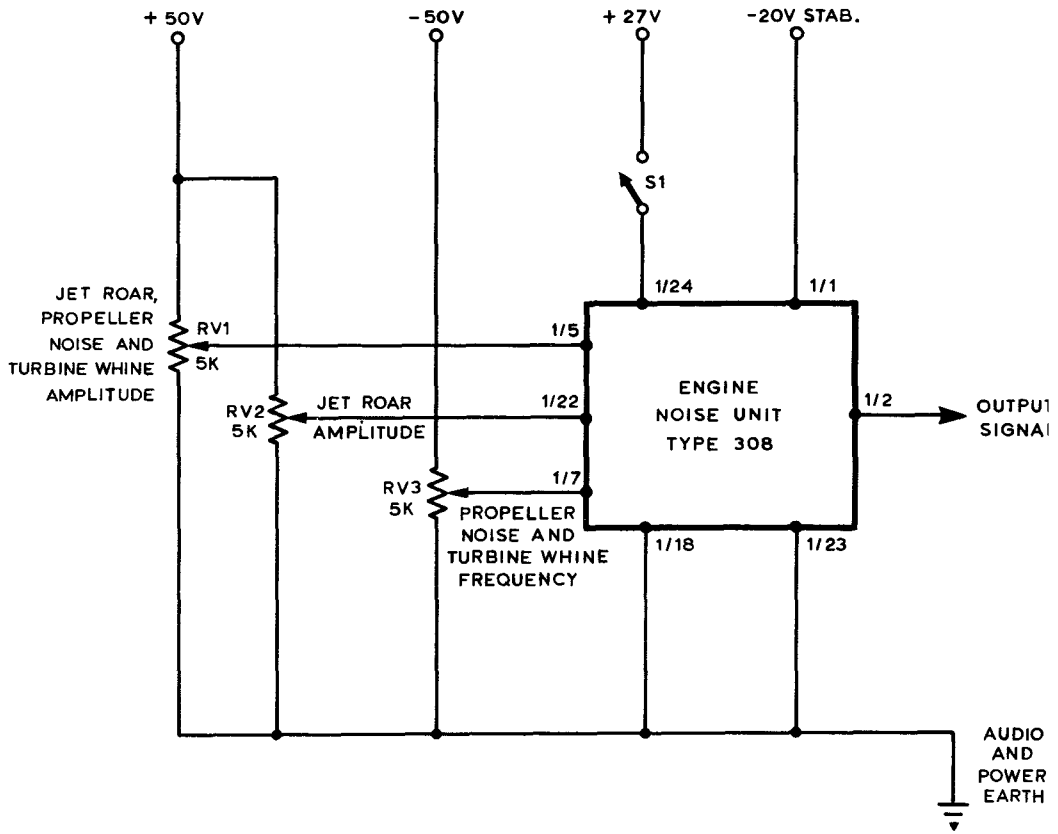 + 50V
-50V
+ 27V
-20V STAB.
S1
1/24
1/1
JET ROAR,
PROPELLER
NOISE AND
TURBINE WHINE
AMPLITUDE
RV1
5K
1/5
RV2
5K
JET ROAR
AMPLITUDE
1/22
RV3
5K
1/7
PROPELLER
NOISE AND
TURBINE WHINE
FREQUENCY
ENGINE
NOISE UNIT
TYPE 308
1/2
OUTPUT
SIGNAL
1/18
1/23
AUDIO
AND
POWER
EARTH